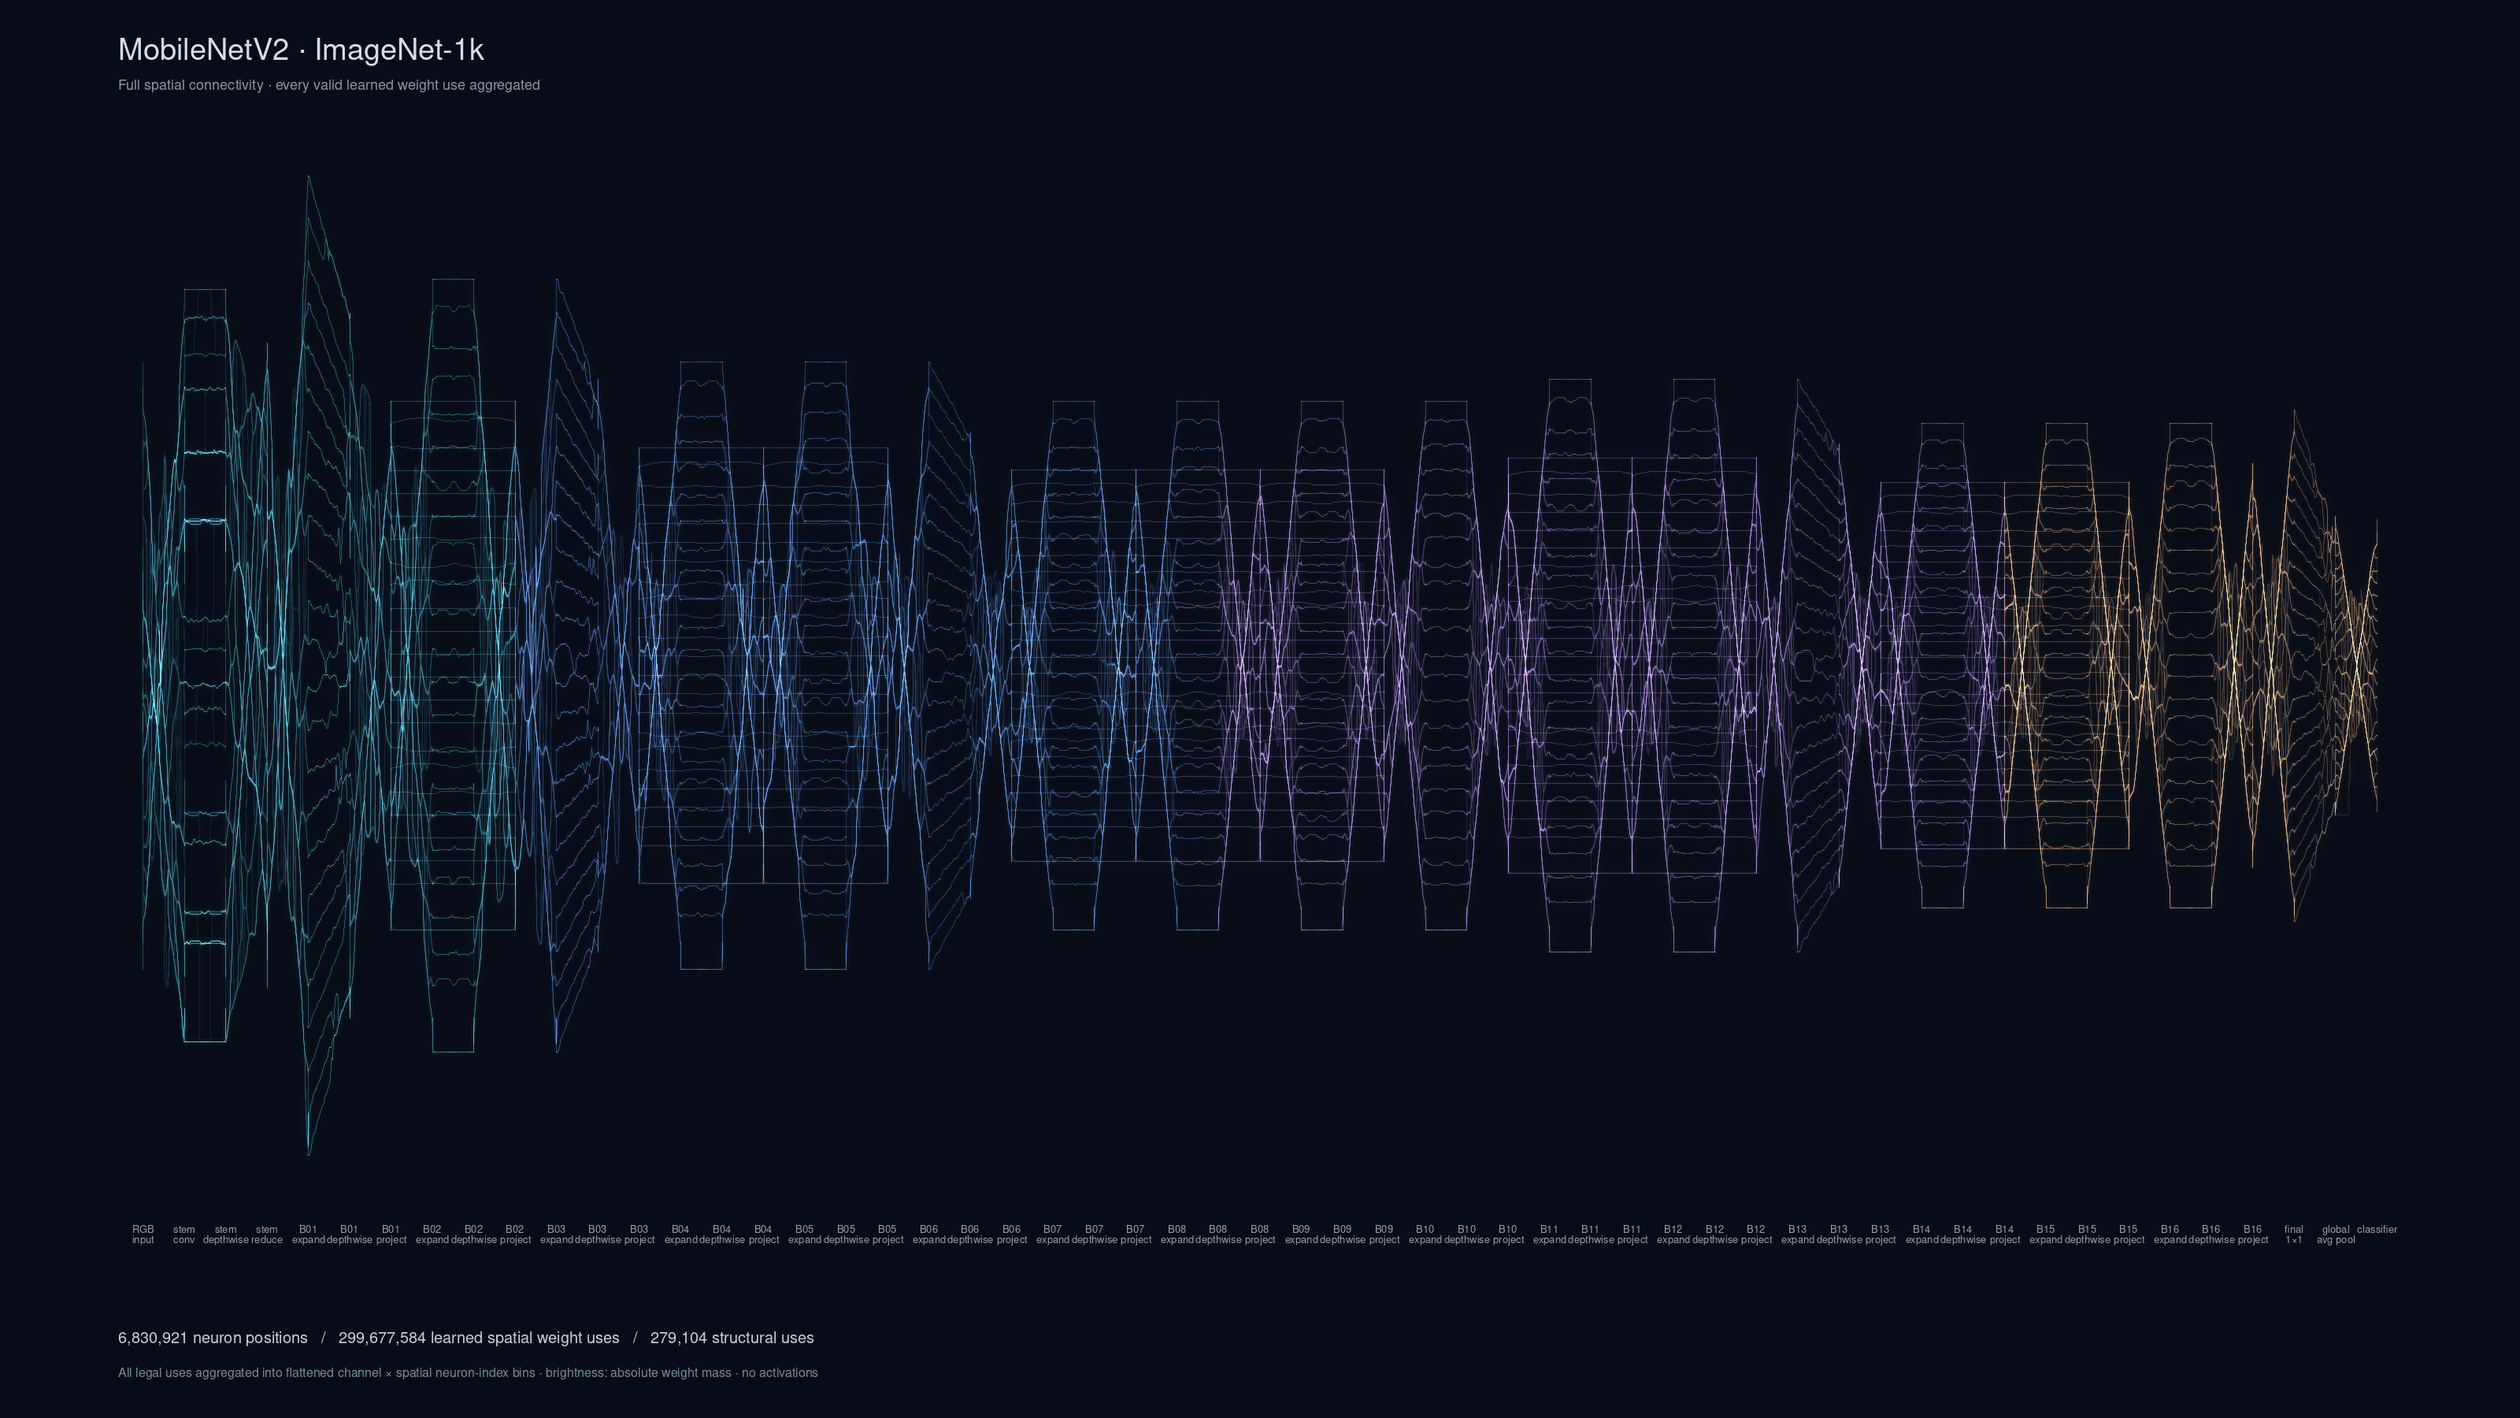 MobileNetV2 · ImageNet-1k
Full spatial connectivity · every valid learned weight use aggregated
RGB stem stem stem B01 B01 B01 B02 B02 B02 B03 B03 B03 B04 B04 B04 B05 B05 B05 B06 B06 B06 B07 B07 B07 B08 B08 B08 B09 B09 B09 B10 B10 B10 B11 B11 B11 B12 B12 B12 B13 B13 B13 B14 B14 B14 B15 B15 B15 B16 B16 B16 final global classifier
input conv depthwise reduce expand depthwise project expand depthwise project expand depthwise project expand depthwise project expand depthwise project expand depthwise project expand depthwise project expand depthwise project expand depthwise project expand depthwise project expand depthwise project expand depthwise project expand depthwise project expand depthwise project expand depthwise project expand depthwise project 1×1 avg pool
6,830,921 neuron positions / 299,677,584 learned spatial weight uses / 279,104 structural uses
All legal uses aggregated into flattened channel × spatial neuron-index bins · brightness: absolute weight mass · no activations